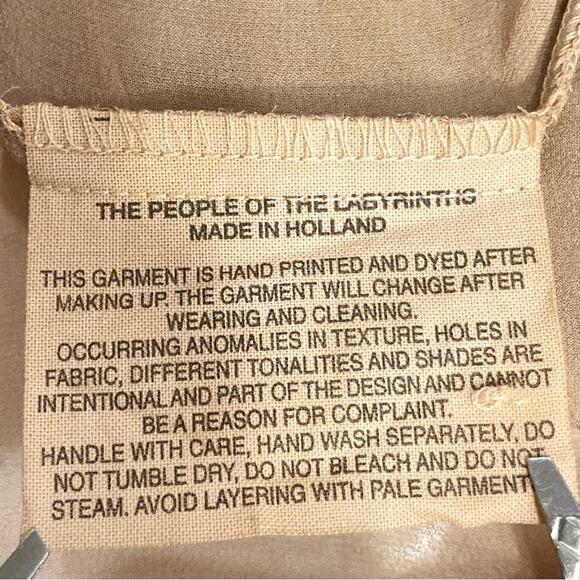 THE PEOPLE OF THE LABYRINTHS
MADE IN HOLLAND
THIS GARMENT IS HAND PRINTED AND DYED AFTER
MAKING UP. THE GARMENT WILL CHANGE AFTER
WEARING AND CLEANING.
OCCURRING ANOMALIES IN TEXTURE, HOLES IN
FABRIC, DIFFERENT TONALITIES AND SHADES ARE
INTENTIONAL AND PART OF THE DESIGN AND CANNOT
BE A REASON FOR COMPLAINT.
HANDLE WITH CARE, HAND WASH SEPARATELY, DO
NOT TUMBLE DRY, DO NOT BLEACH AND DO NOT
STEAM. AVOID LAYERING WITH PALE GARMENT